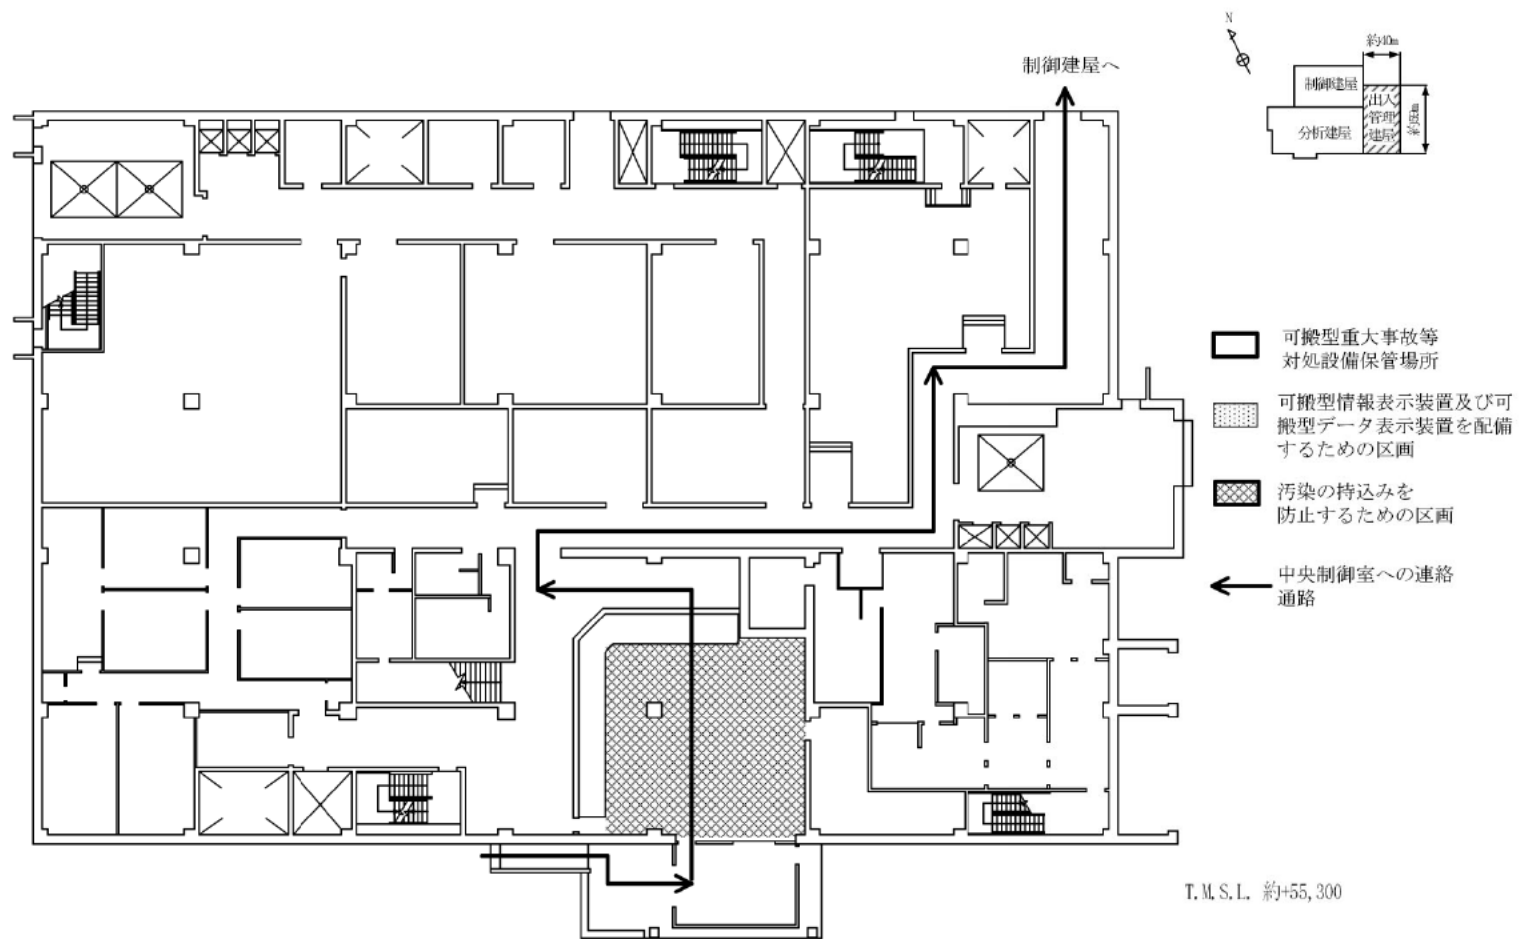 N
約40m
制御建屋
出入
管理
建屋
分析建屋
約59m
制御建屋へ
可搬型重大事故等
対処設備保管場所
可搬型情報表示装置及び可
搬型データ表示装置を配備
するための区画
汚染の持込みを
防止するための区画
中央制御室への連絡
通路
T.M.S.L. 約+55,300